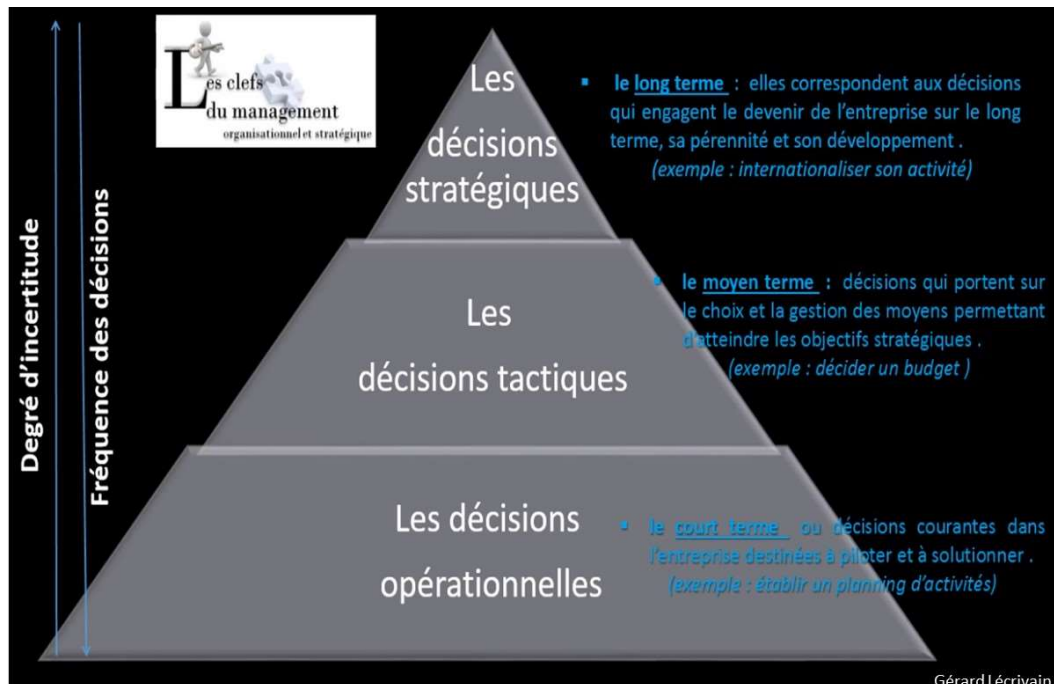 Les clefs
du management
organisationnel et stratégique
Degré d'incertitude
Fréquence des décisions
Les
décisions
stratégiques
▪ le long terme : elles correspondent aux décisions
qui engagent le devenir de l'entreprise sur le long
terme, sa pérennité et son développement .
(exemple : internationaliser son activité)
Les
décisions tactiques
▪ le moyen terme : décisions qui portent sur
le choix et la gestion des moyens permettant
d'atteindre les objectifs stratégiques .
(exemple : décider un budget )
Les décisions
opérationnelles
▪ le court terme ou décisions courantes dans
l'entreprise destinées à piloter et à solutionner .
(exemple : établir un planning d'activités)
Gérard Lécrivain